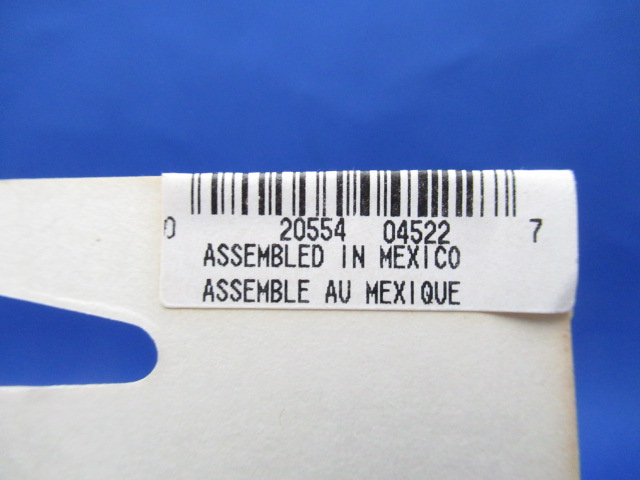 0 20554 04522 7
ASSEMBLED IN MEXICO
ASSEMBLE AU MEXIQUE